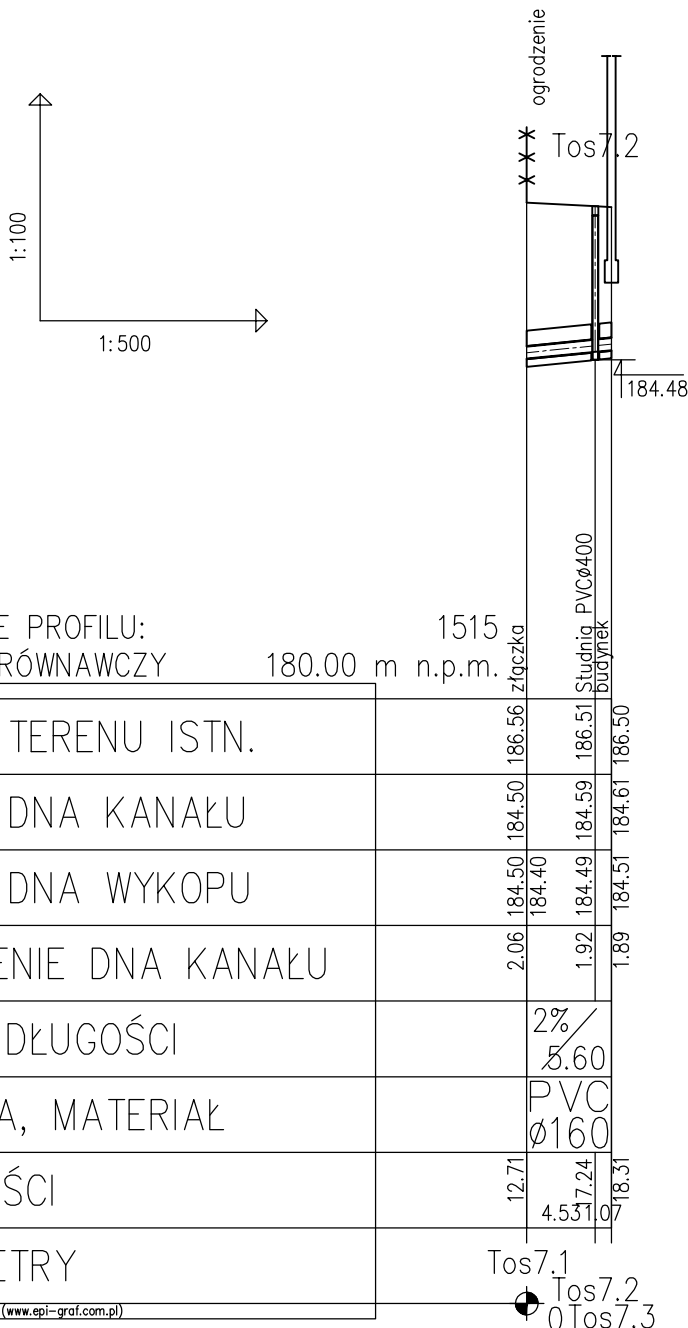 ogrodzenie
Tos7.2
1:100
1:500
184.48
E PROFILU: 1515
RÓWNAWCZY 180.00 m n.p.m.
złączka
Studnia PVCø400
budynek
TERENU ISTN. 186.56 186.51 186.50
DNA KANAŁU 184.50 184.59 184.61
DNA WYKOPU 184.50 184.40 184.49 184.51
ENIE DNA KANAŁU 2.06 1.92 1.89
DŁUGOŚCI 2% 5.60
A, MATERIAŁ PVC ø160
ŚCI 12.71 17.24 18.31
4.53 1.07
ETRY
Tos7.1
Tos7.2
0 Tos7.3
(www.epi-graf.com.pl)